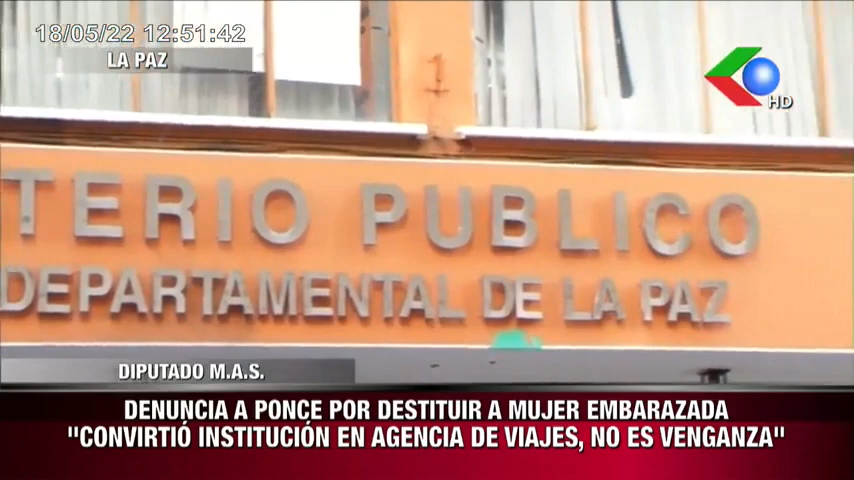 18/05/22 12:51:42
LA PAZ
HD
TERIO PUBLICO
DEPARTAMENTAL DE LA PAZ
DIPUTADO M.A.S.
DENUNCIA A PONCE POR DESTITUIR A MUJER EMBARAZADA
"CONVIRTIÓ INSTITUCIÓN EN AGENCIA DE VIAJES, NO ES VENGANZA"